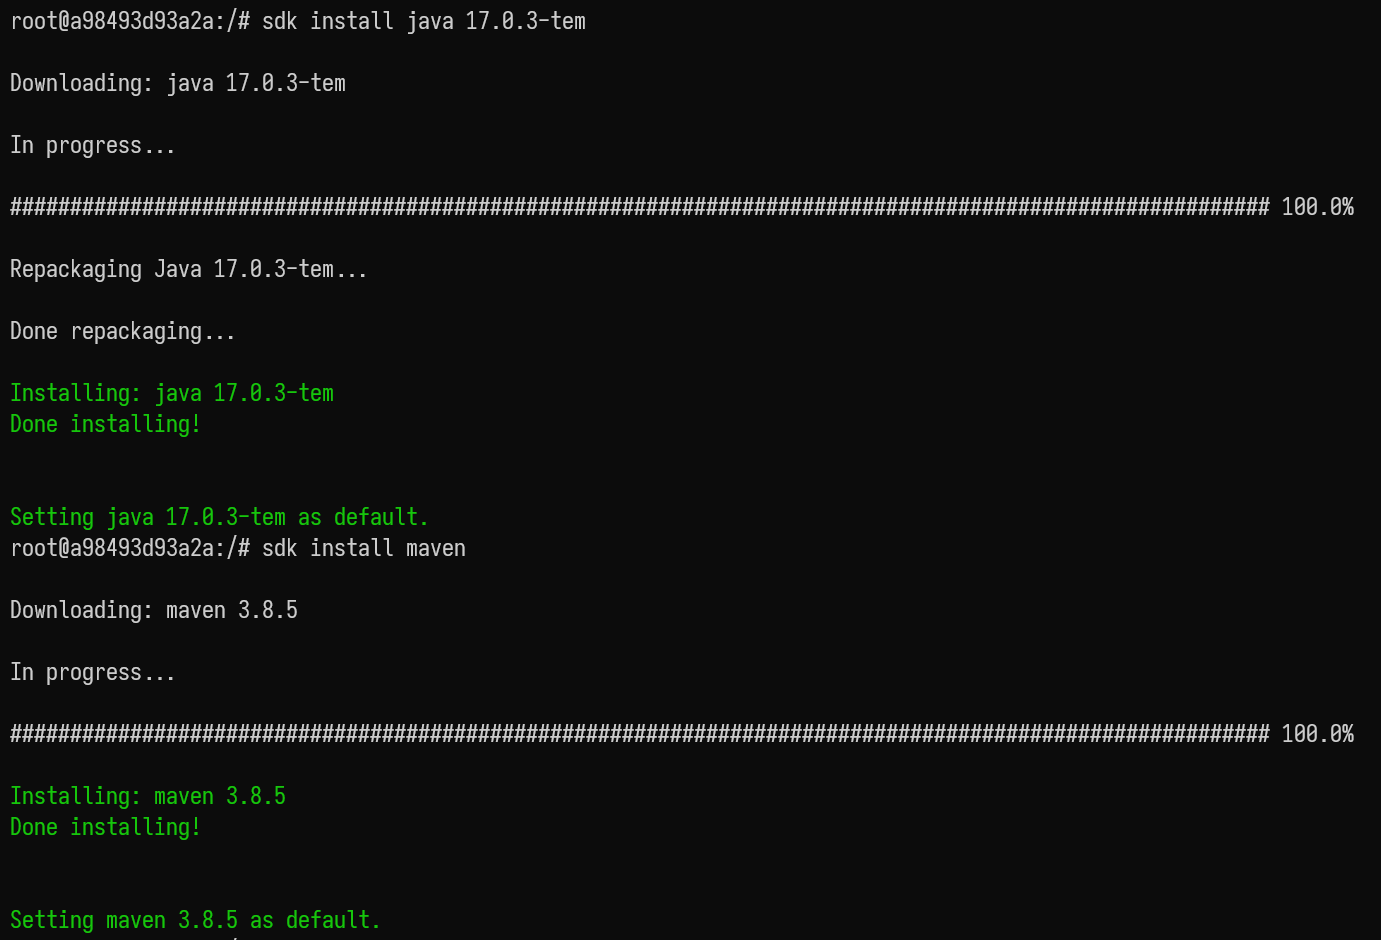 root@a98493d93a2a:/# sdk install java 17.0.3-tem
Downloading: java 17.0.3-tem
In progress...
######################################################################################################### 100.0%
Repackaging Java 17.0.3-tem...
Done repackaging...
Installing: java 17.0.3-tem
Done installing!
Setting java 17.0.3-tem as default.
root@a98493d93a2a:/# sdk install maven
Downloading: maven 3.8.5
In progress...
######################################################################################################### 100.0%
Installing: maven 3.8.5
Done installing!
Setting maven 3.8.5 as default.